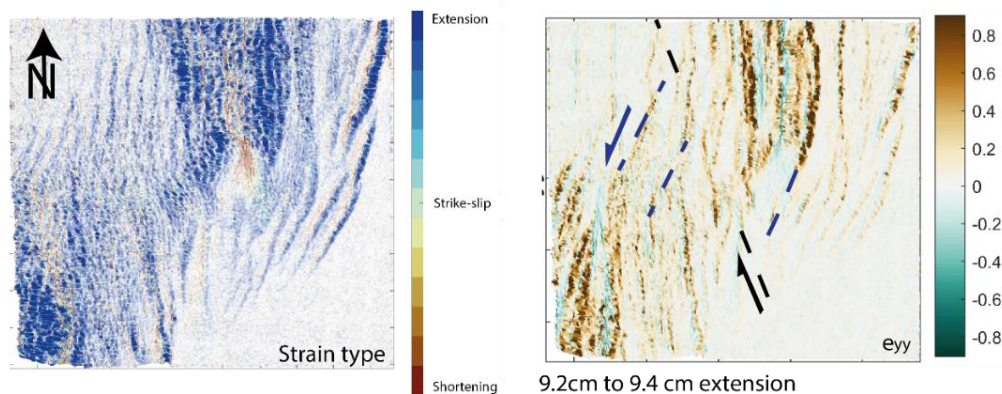 N
Extension
Strike-slip
Shortening
Strain type
0.8
0.6
0.4
0.2
0
-0.2
-0.4
-0.6
-0.8
eyy
9.2cm to 9.4 cm extension